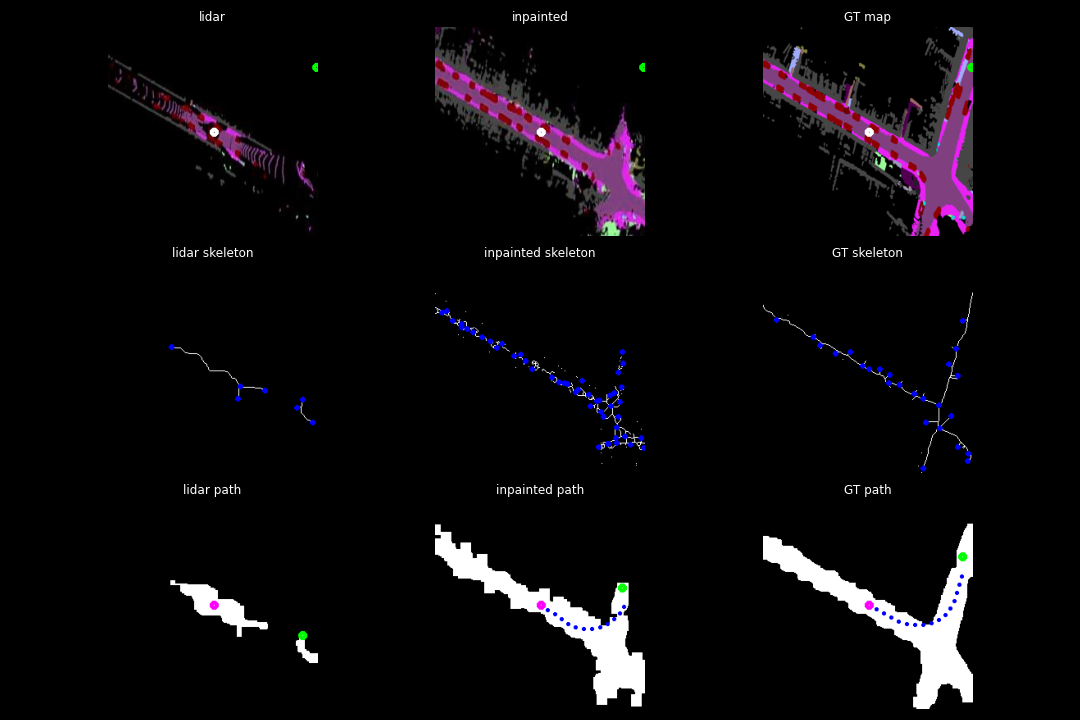 lidar
inpainted
GT map
lidar skeleton
inpainted skeleton
GT skeleton
lidar path
inpainted path
GT path